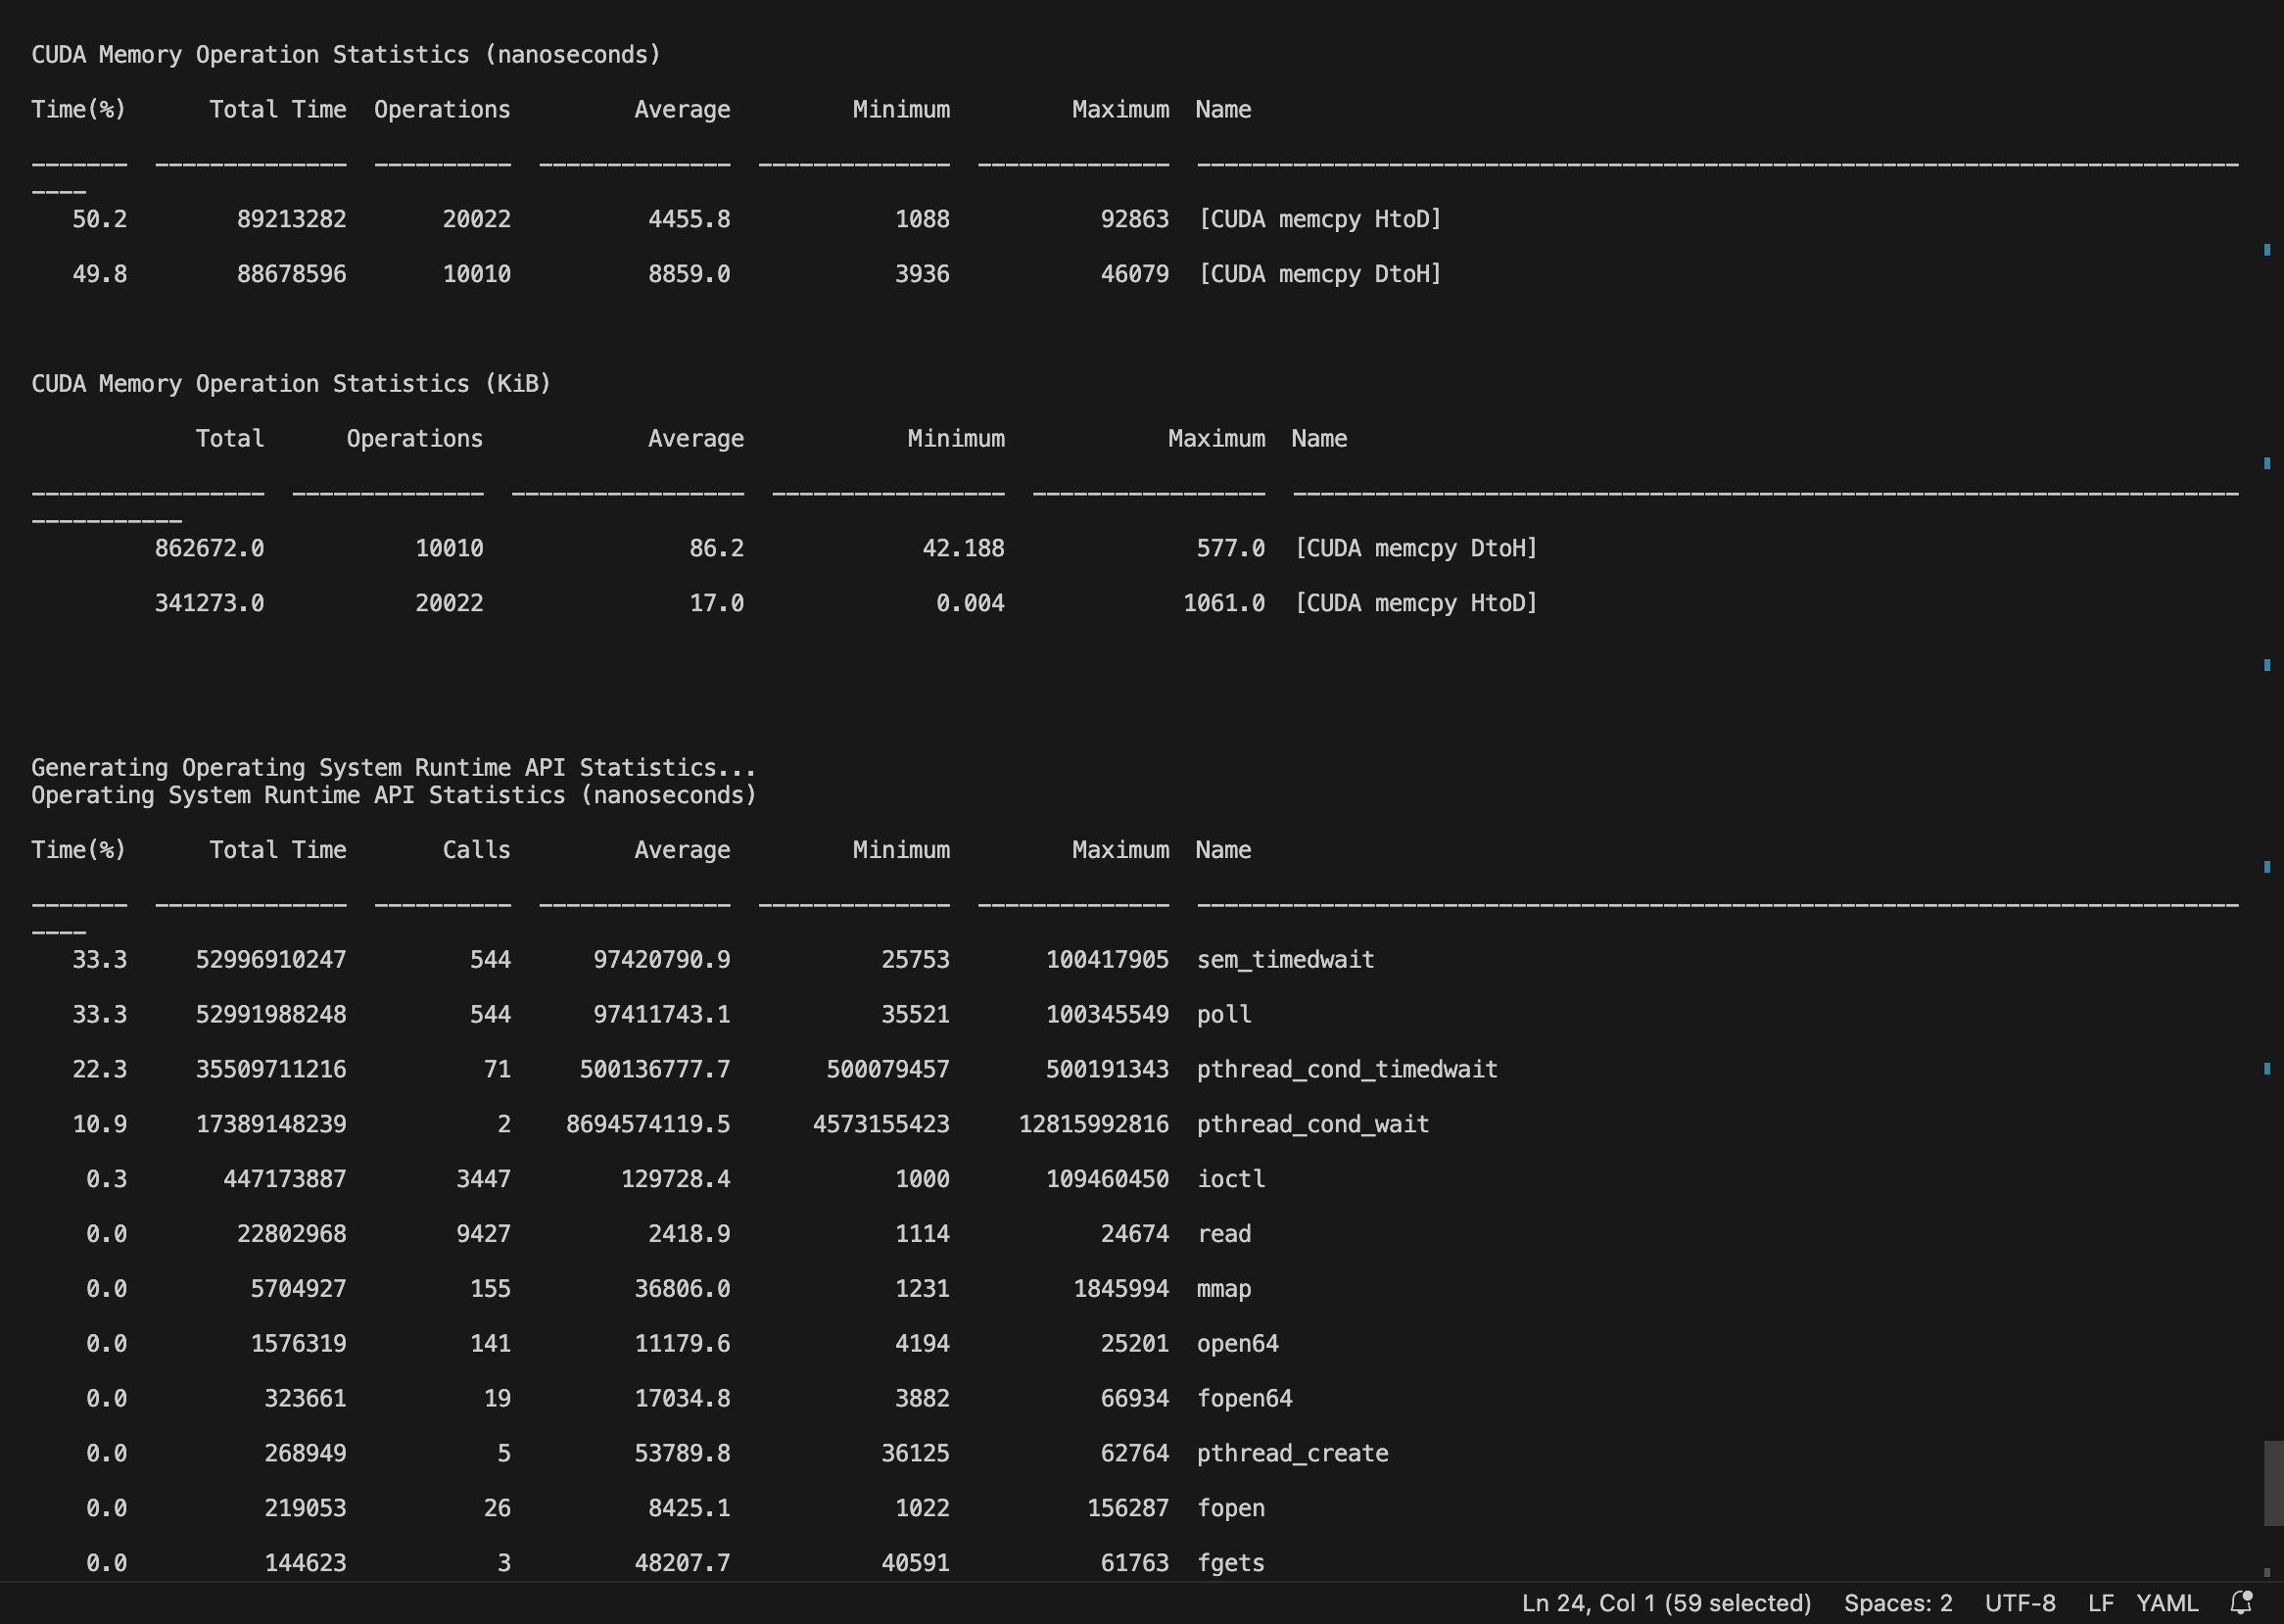 CUDA Memory Operation Statistics (nanoseconds)
Time(%) Total Time Operations Average Minimum Maximum Name
------- -------------- ---------- -------------- -------------- -------------- ----------------------------------------------------------------------------
----
50.2 89213282 20022 4455.8 1088 92863 [CUDA memcpy HtoD]
49.8 88678596 10010 8859.0 3936 46079 [CUDA memcpy DtoH]
CUDA Memory Operation Statistics (KiB)
Total Operations Average Minimum Maximum Name
----------------- -------------- ----------------- ----------------- ----------------- ---------------------------------------------------------------------
-----------
862672.0 10010 86.2 42.188 577.0 [CUDA memcpy DtoH]
341273.0 20022 17.0 0.004 1061.0 [CUDA memcpy HtoD]
Generating Operating System Runtime API Statistics...
Operating System Runtime API Statistics (nanoseconds)
Time(%) Total Time Calls Average Minimum Maximum Name
------- -------------- ---------- -------------- -------------- -------------- ----------------------------------------------------------------------------
----
33.3 52996910247 544 97420790.9 25753 100417905 sem_timedwait
33.3 52991988248 544 97411743.1 35521 100345549 poll
22.3 35509711216 71 500136777.7 500079457 500191343 pthread_cond_timedwait
10.9 17389148239 2 8694574119.5 4573155423 12815992816 pthread_cond_wait
0.3 447173887 3447 129728.4 1000 109460450 ioctl
0.0 22802968 9427 2418.9 1114 24674 read
0.0 5704927 155 36806.0 1231 1845994 mmap
0.0 1576319 141 11179.6 4194 25201 open64
0.0 323661 19 17034.8 3882 66934 fopen64
0.0 268949 5 53789.8 36125 62764 pthread_create
0.0 219053 26 8425.1 1022 156287 fopen
0.0 144623 3 48207.7 40591 61763 fgets
Ln 24, Col 1 (59 selected) Spaces: 2 UTF-8 LF YAML